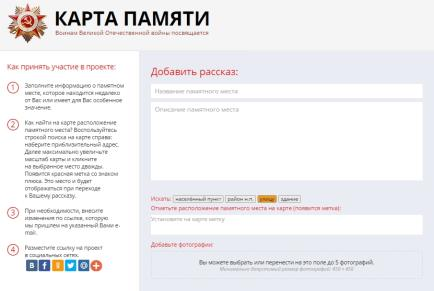 КАРТА ПАМЯТИ
Воинам Великой Отечественной войны посвящается
Как принять участие в проекте:
1
Заполните информацию о памятном
месте, которое находится недалеко
от Вас или имеет для Вас особенное
значение.
2
Как найти на карте расположение
памятного места? Воспользуйтесь
строкой поиска на карте справа:
наберите приблизительный адрес.
Далее максимально увеличьте
масштаб карты и кликните
на выбранное место дважды.
Появится красная метка со знаком
плюса. Это место и будет
отображаться при переходе
к Вашему рассказу.
3
При необходимости, внесите
изменения по ссылке, которую
мы пришлем на указанный Вами e-
mail.
4
Разместите ссылку на проект
в социальных сетях.
Добавить рассказ:
Название памятного места
Описание памятного места
Искать: населённый пункт район н.п. улицу здание
Отметьте расположение памятного места на карте (появится метка):
Установите на карте метку
Добавьте фотографии:
Вы можете выбрать или перенести на это поле до 5 фотографий.
Минимально допустимый размер фотографий: 450 × 450